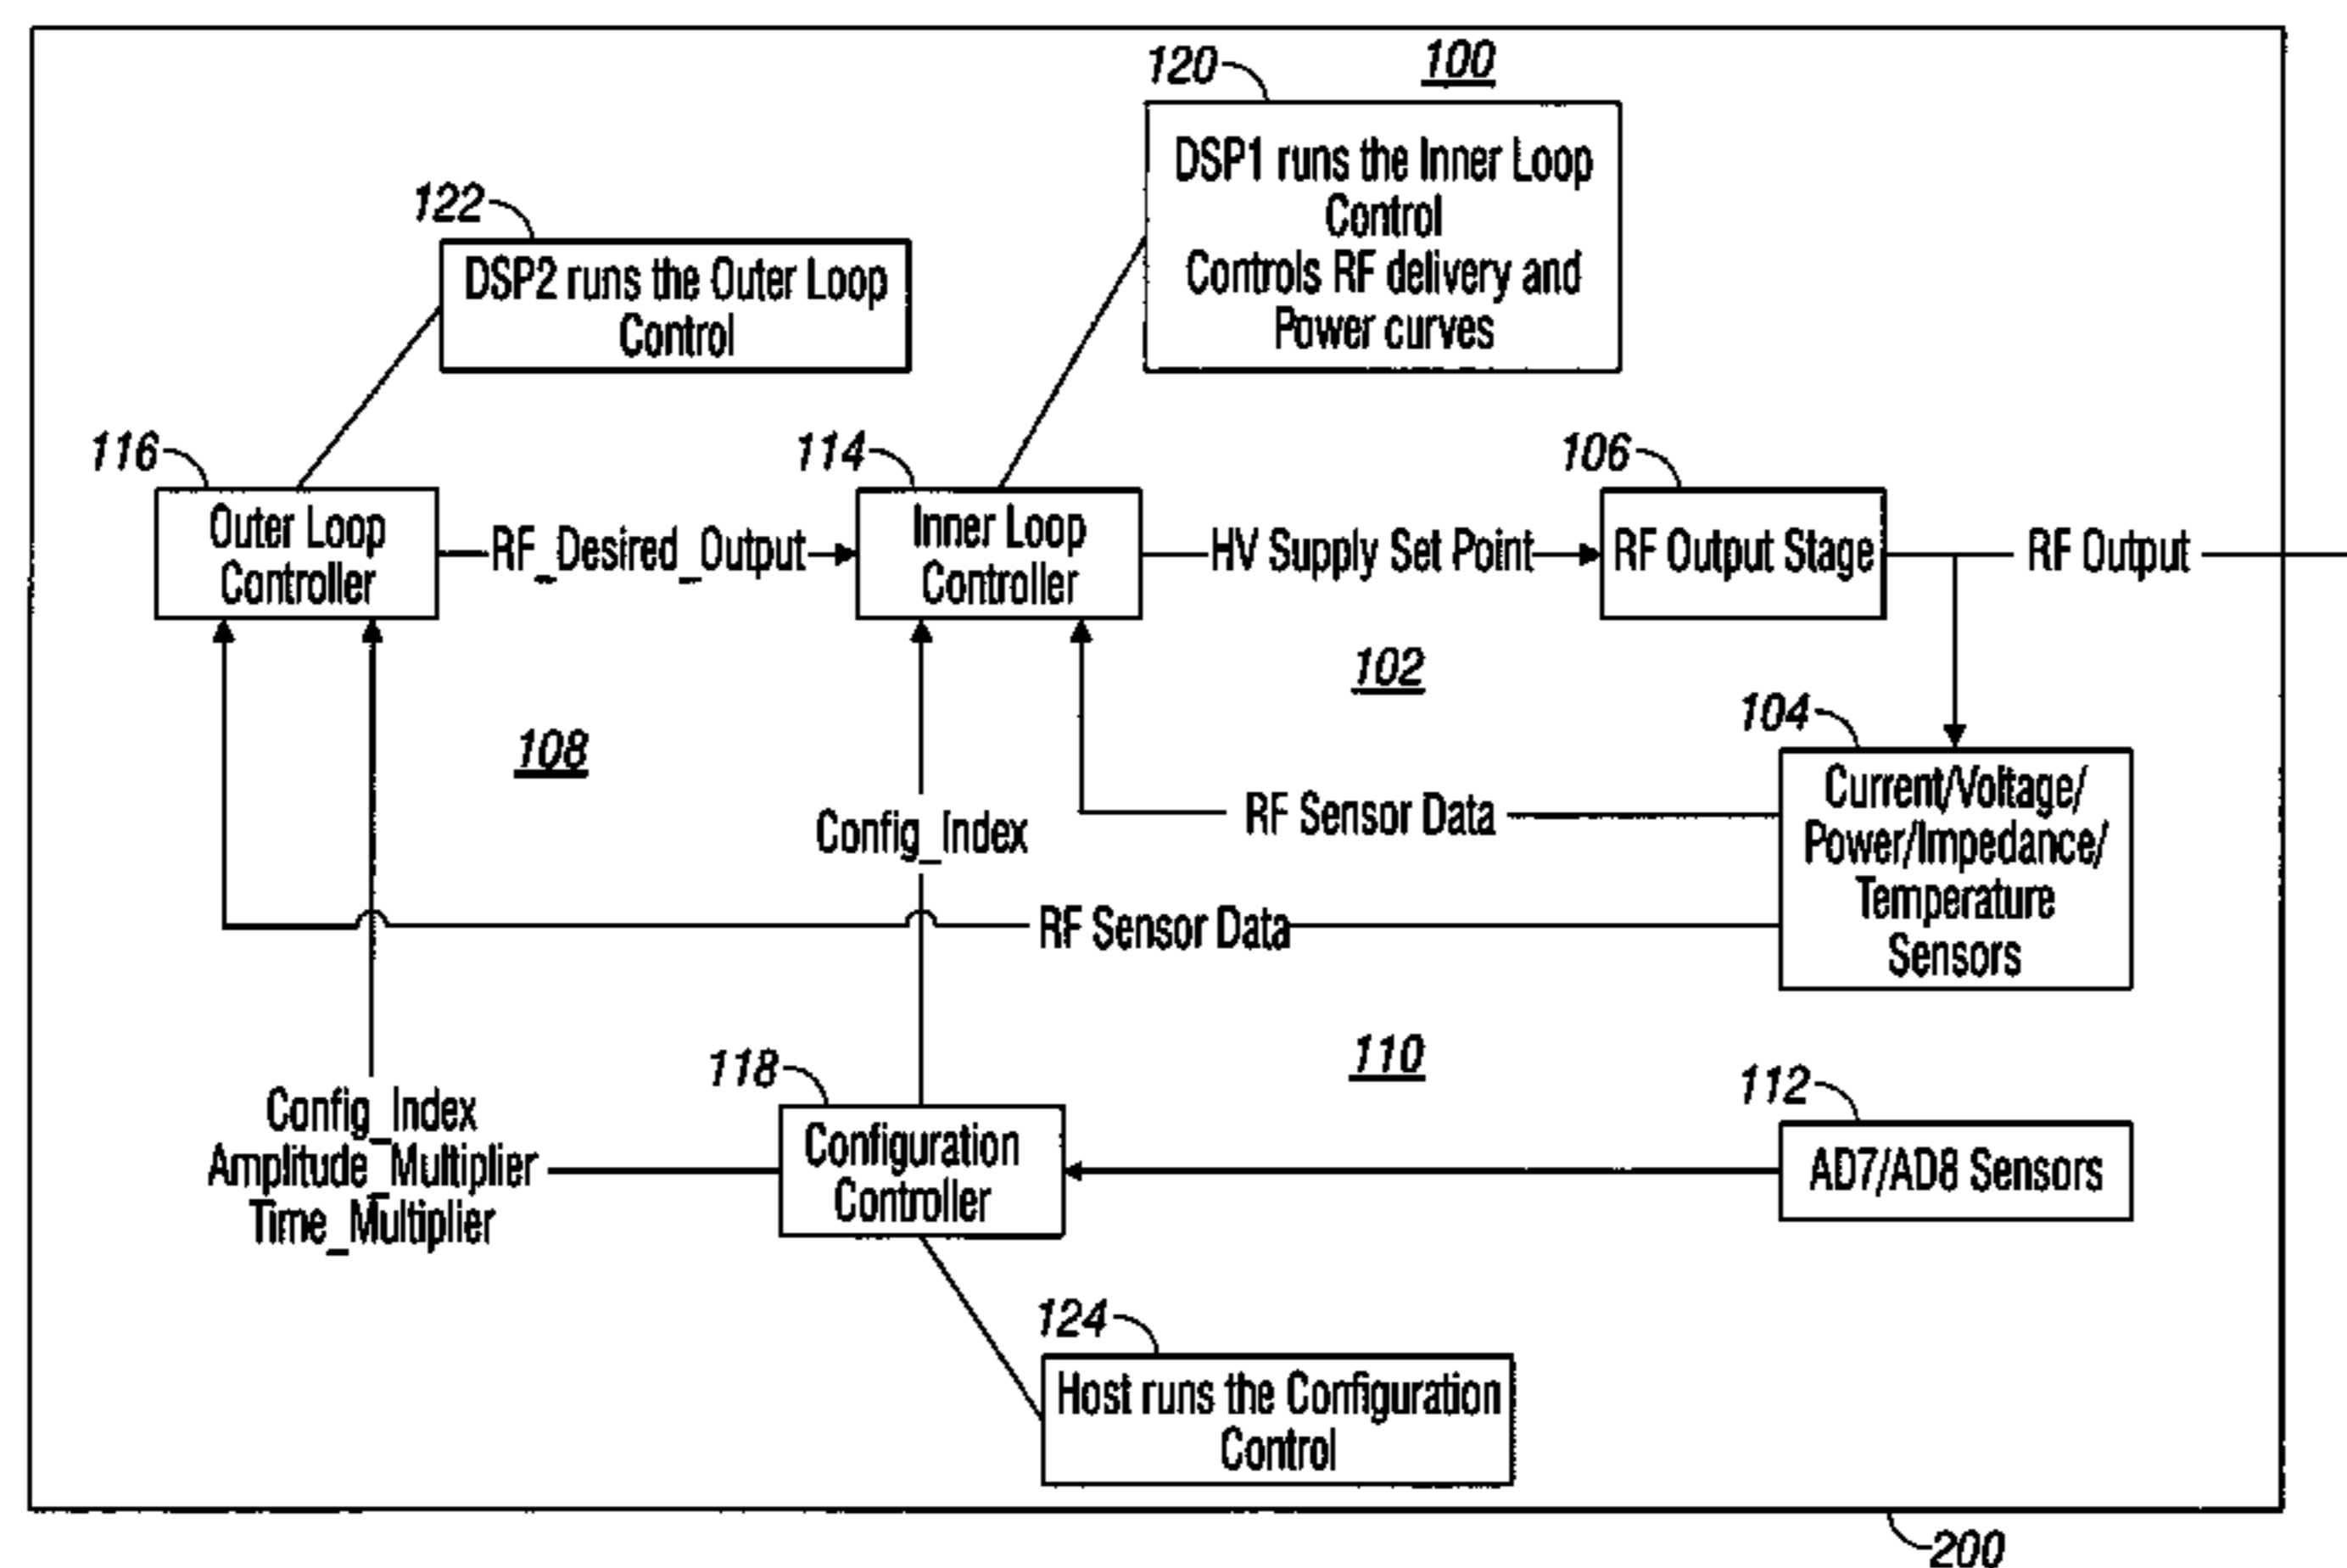 100
120
DSP1 runs the Inner Loop
Control
Controls RF delivery and
Power curves
122
DSP2 runs the Outer Loop
Control
116
Outer Loop
Controller
RF_Desired_Output
114
Inner Loop
Controller
HV Supply Set Point
106
RF Output Stage
RF Output
102
108
104
Current/Voltage/
Power/Impedance/
Temperature
Sensors
RF Sensor Data
Config_Index
RF Sensor Data
110
118
Configuration
Controller
112
AD7/AD8 Sensors
Config_Index
Amplitude_Multiplier
Time_Multiplier
124
Host runs the Configuration
Control
200